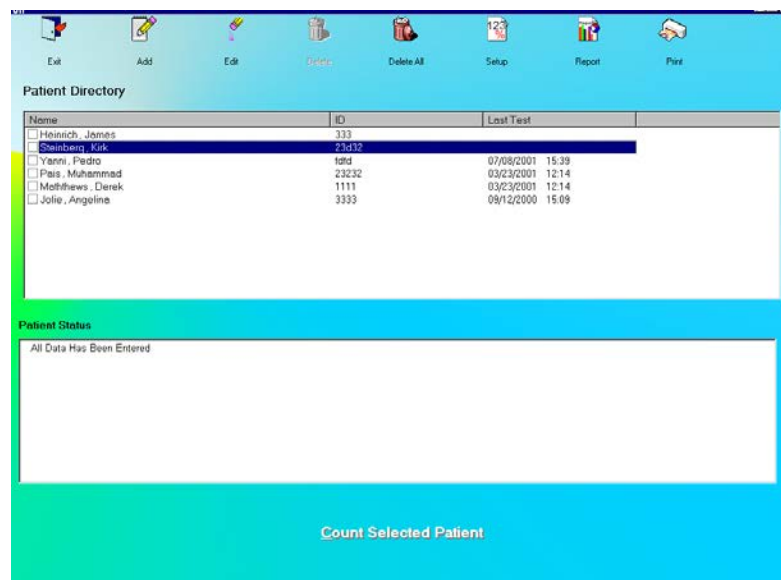 Exit Add Edit Delete Delete All Setup Report Print
Patient Directory
Name ID Last Test
Heinrich, James 333
Steinberg, Kirk 23d32
Yanni, Pedro fdfd 07/08/2001 15:39
Pais, Muhammad 23232 03/23/2001 12:14
Maththews, Derek 1111 03/23/2001 12:14
Jolie, Angelina 3333 09/12/2000 15:09
Patient Status
All Data Has Been Entered
Count Selected Patient